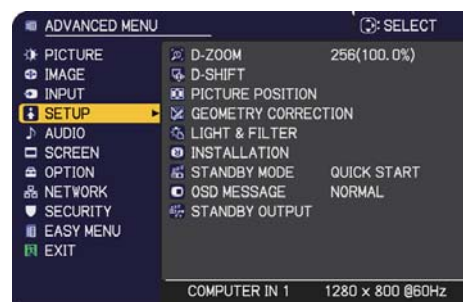 ADVANCED MENU
: SELECT
PICTURE
IMAGE
INPUT
SETUP
AUDIO
SCREEN
OPTION
NETWORK
SECURITY
EASY MENU
EXIT
D-ZOOM 256(100.0%)
D-SHIFT
PICTURE POSITION
GEOMETRY CORRECTION
LIGHT & FILTER
INSTALLATION
STANDBY MODE QUICK START
OSD MESSAGE NORMAL
STANDBY OUTPUT
COMPUTER IN 1 1280 x 800 @60Hz